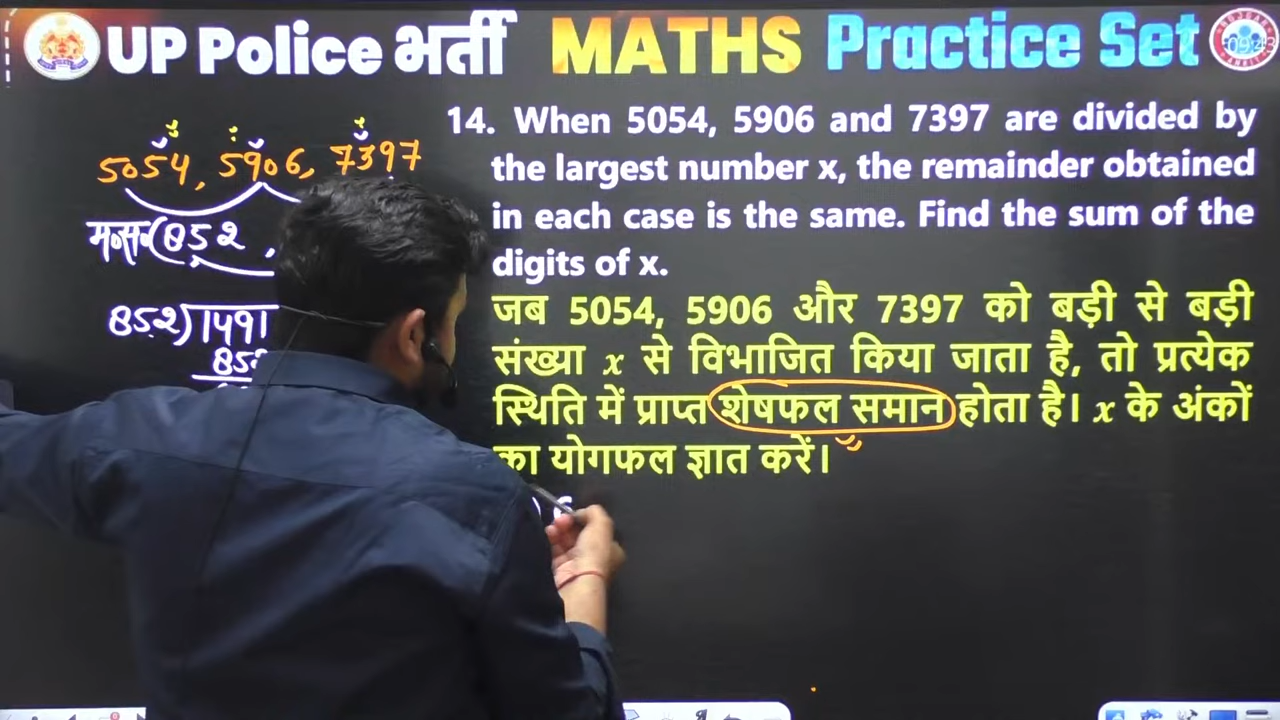 UP Police भर्ती MATHS Practice Set
14. When 5054, 5906 and 7397 are divided by
the largest number x, the remainder obtained
in each case is the same. Find the sum of the
digits of x.
जब 5054, 5906 और 7397 को बड़ी से बड़ी
संख्या x से विभाजित किया जाता है, तो प्रत्येक
स्थिति में प्राप्त शेषफल समान होता है। x के अंकों
का योगफल ज्ञात करें।
5054, 5906, 7397
मस(852,
852)1491
852